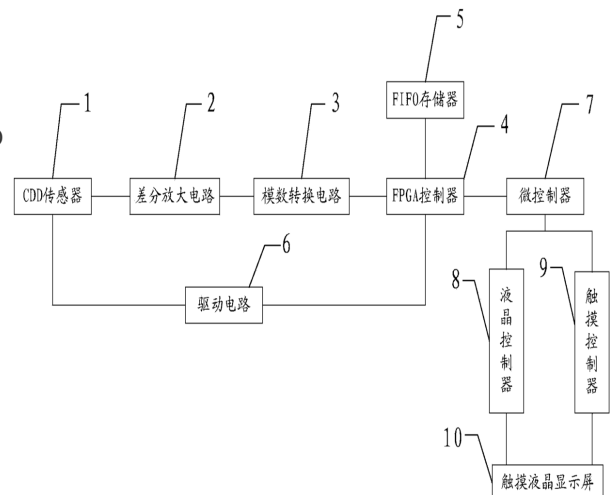 5
FIFO存储器
1
2
3
4
7
CDD传感器
差分放大电路
模数转换电路
FPGA控制器
微控制器
6
驱动电路
8
液晶控制器
9
触摸控制器
10
触摸液晶显示屏